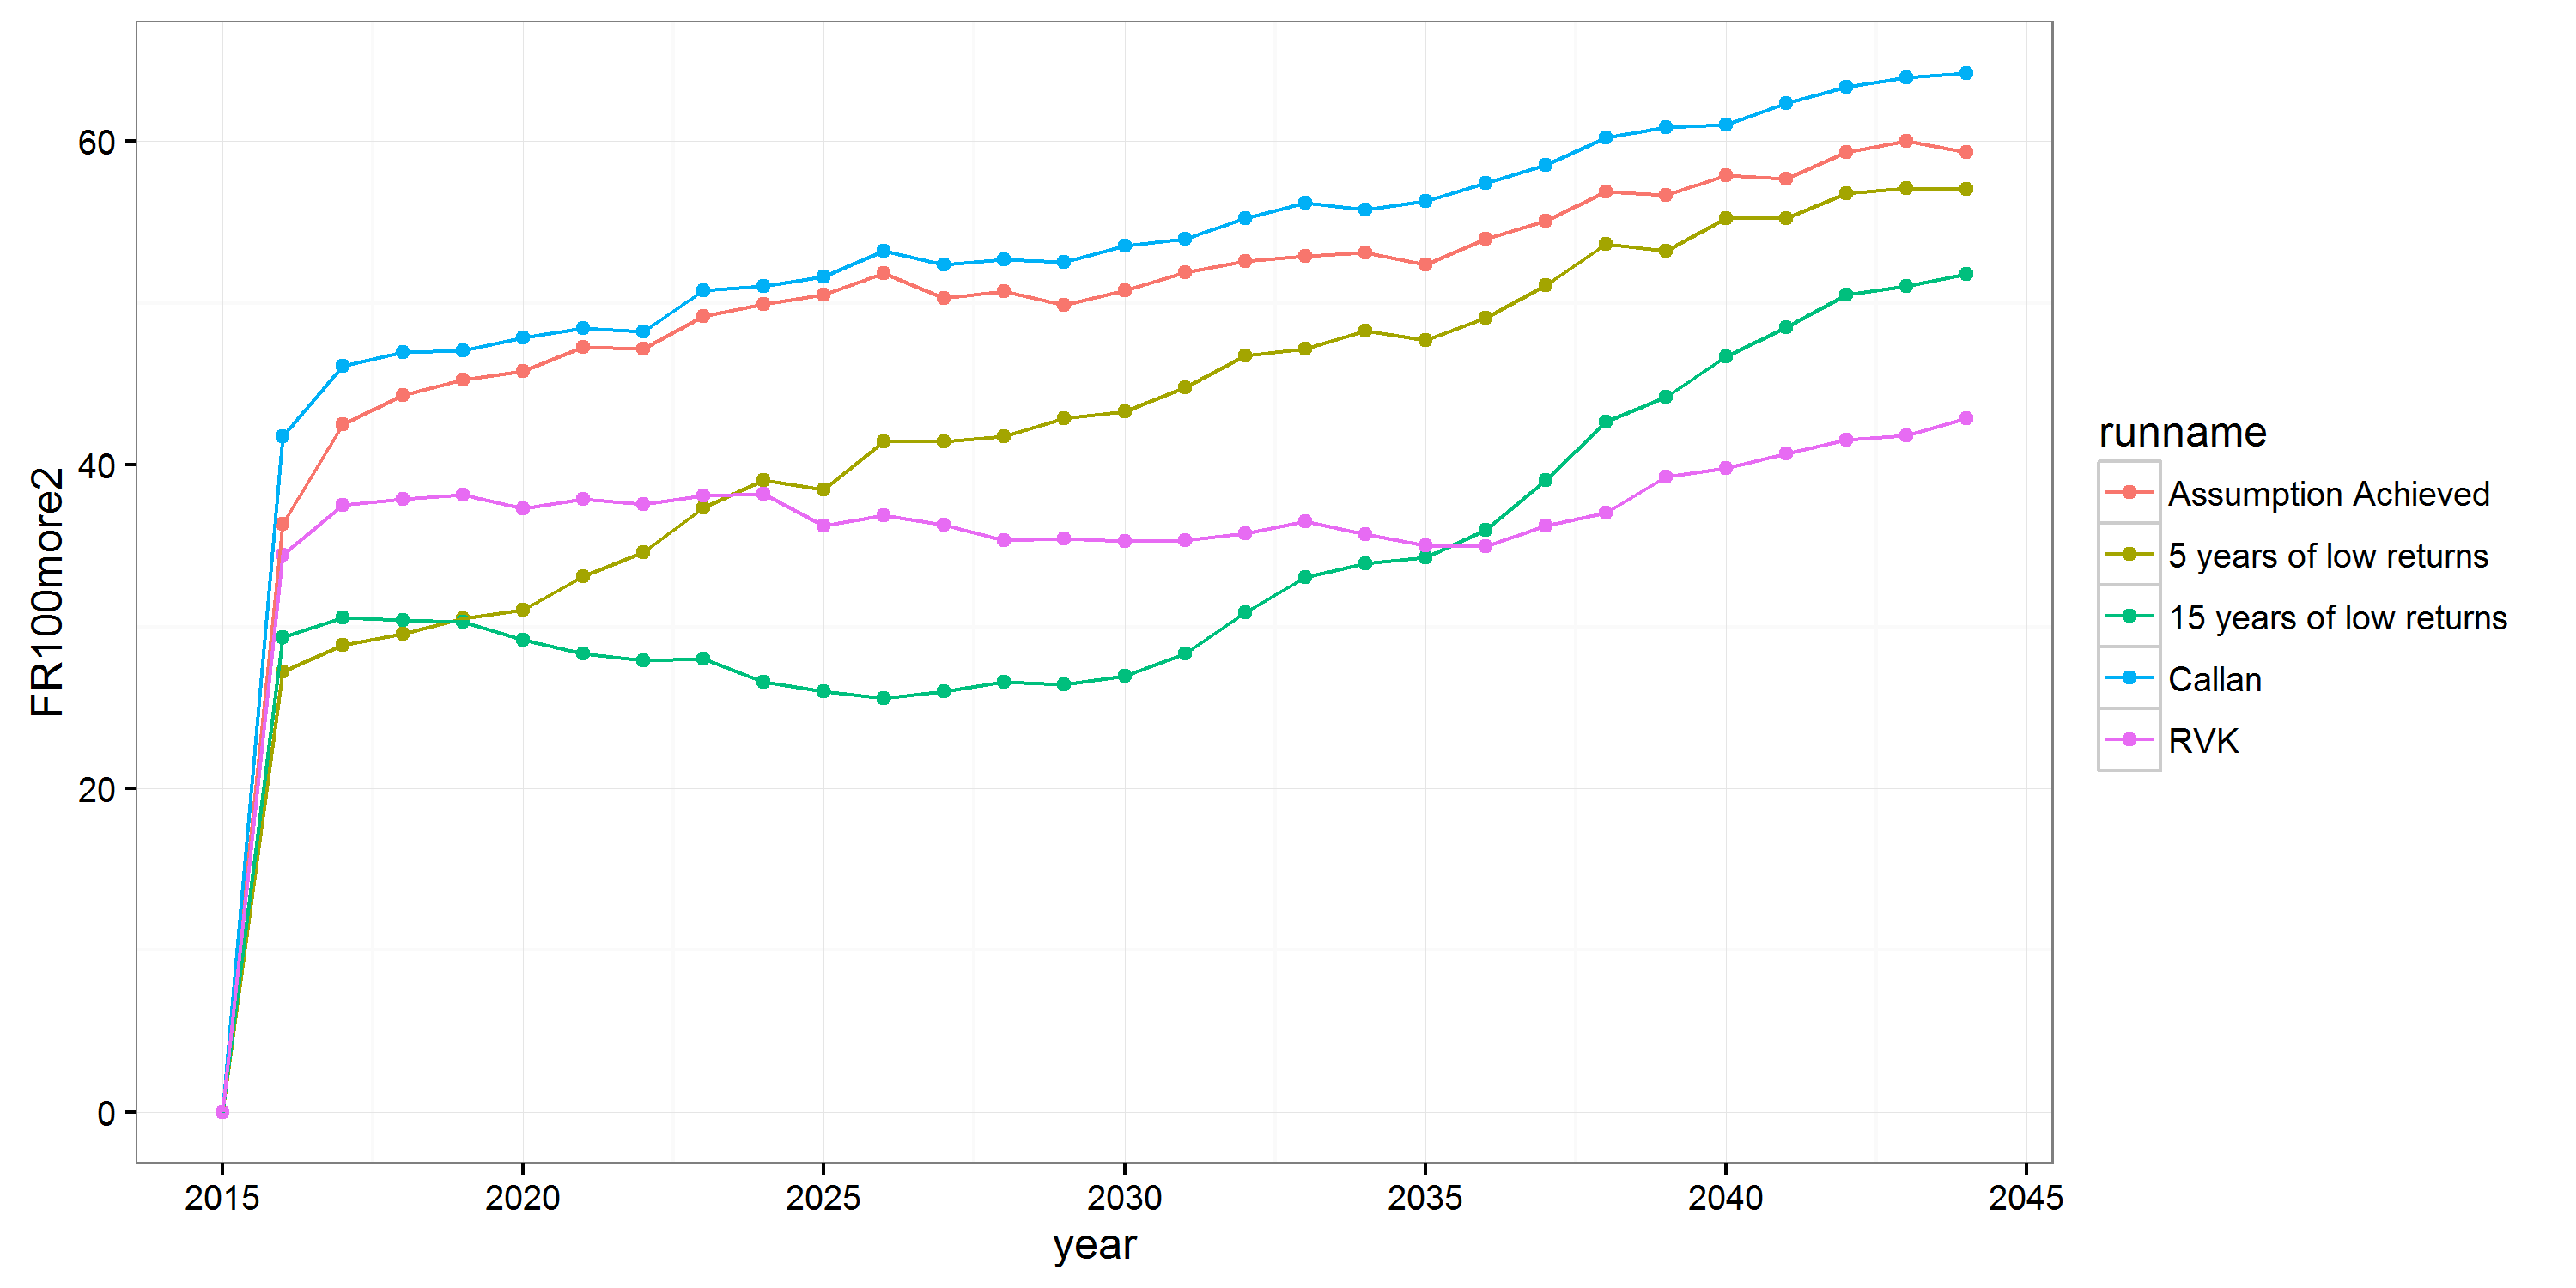 60
40
20
0
FR100more2
2015 2020 2025 2030 2035 2040 2045
year
runname
Assumption Achieved
5 years of low returns
15 years of low returns
Callan
RVK